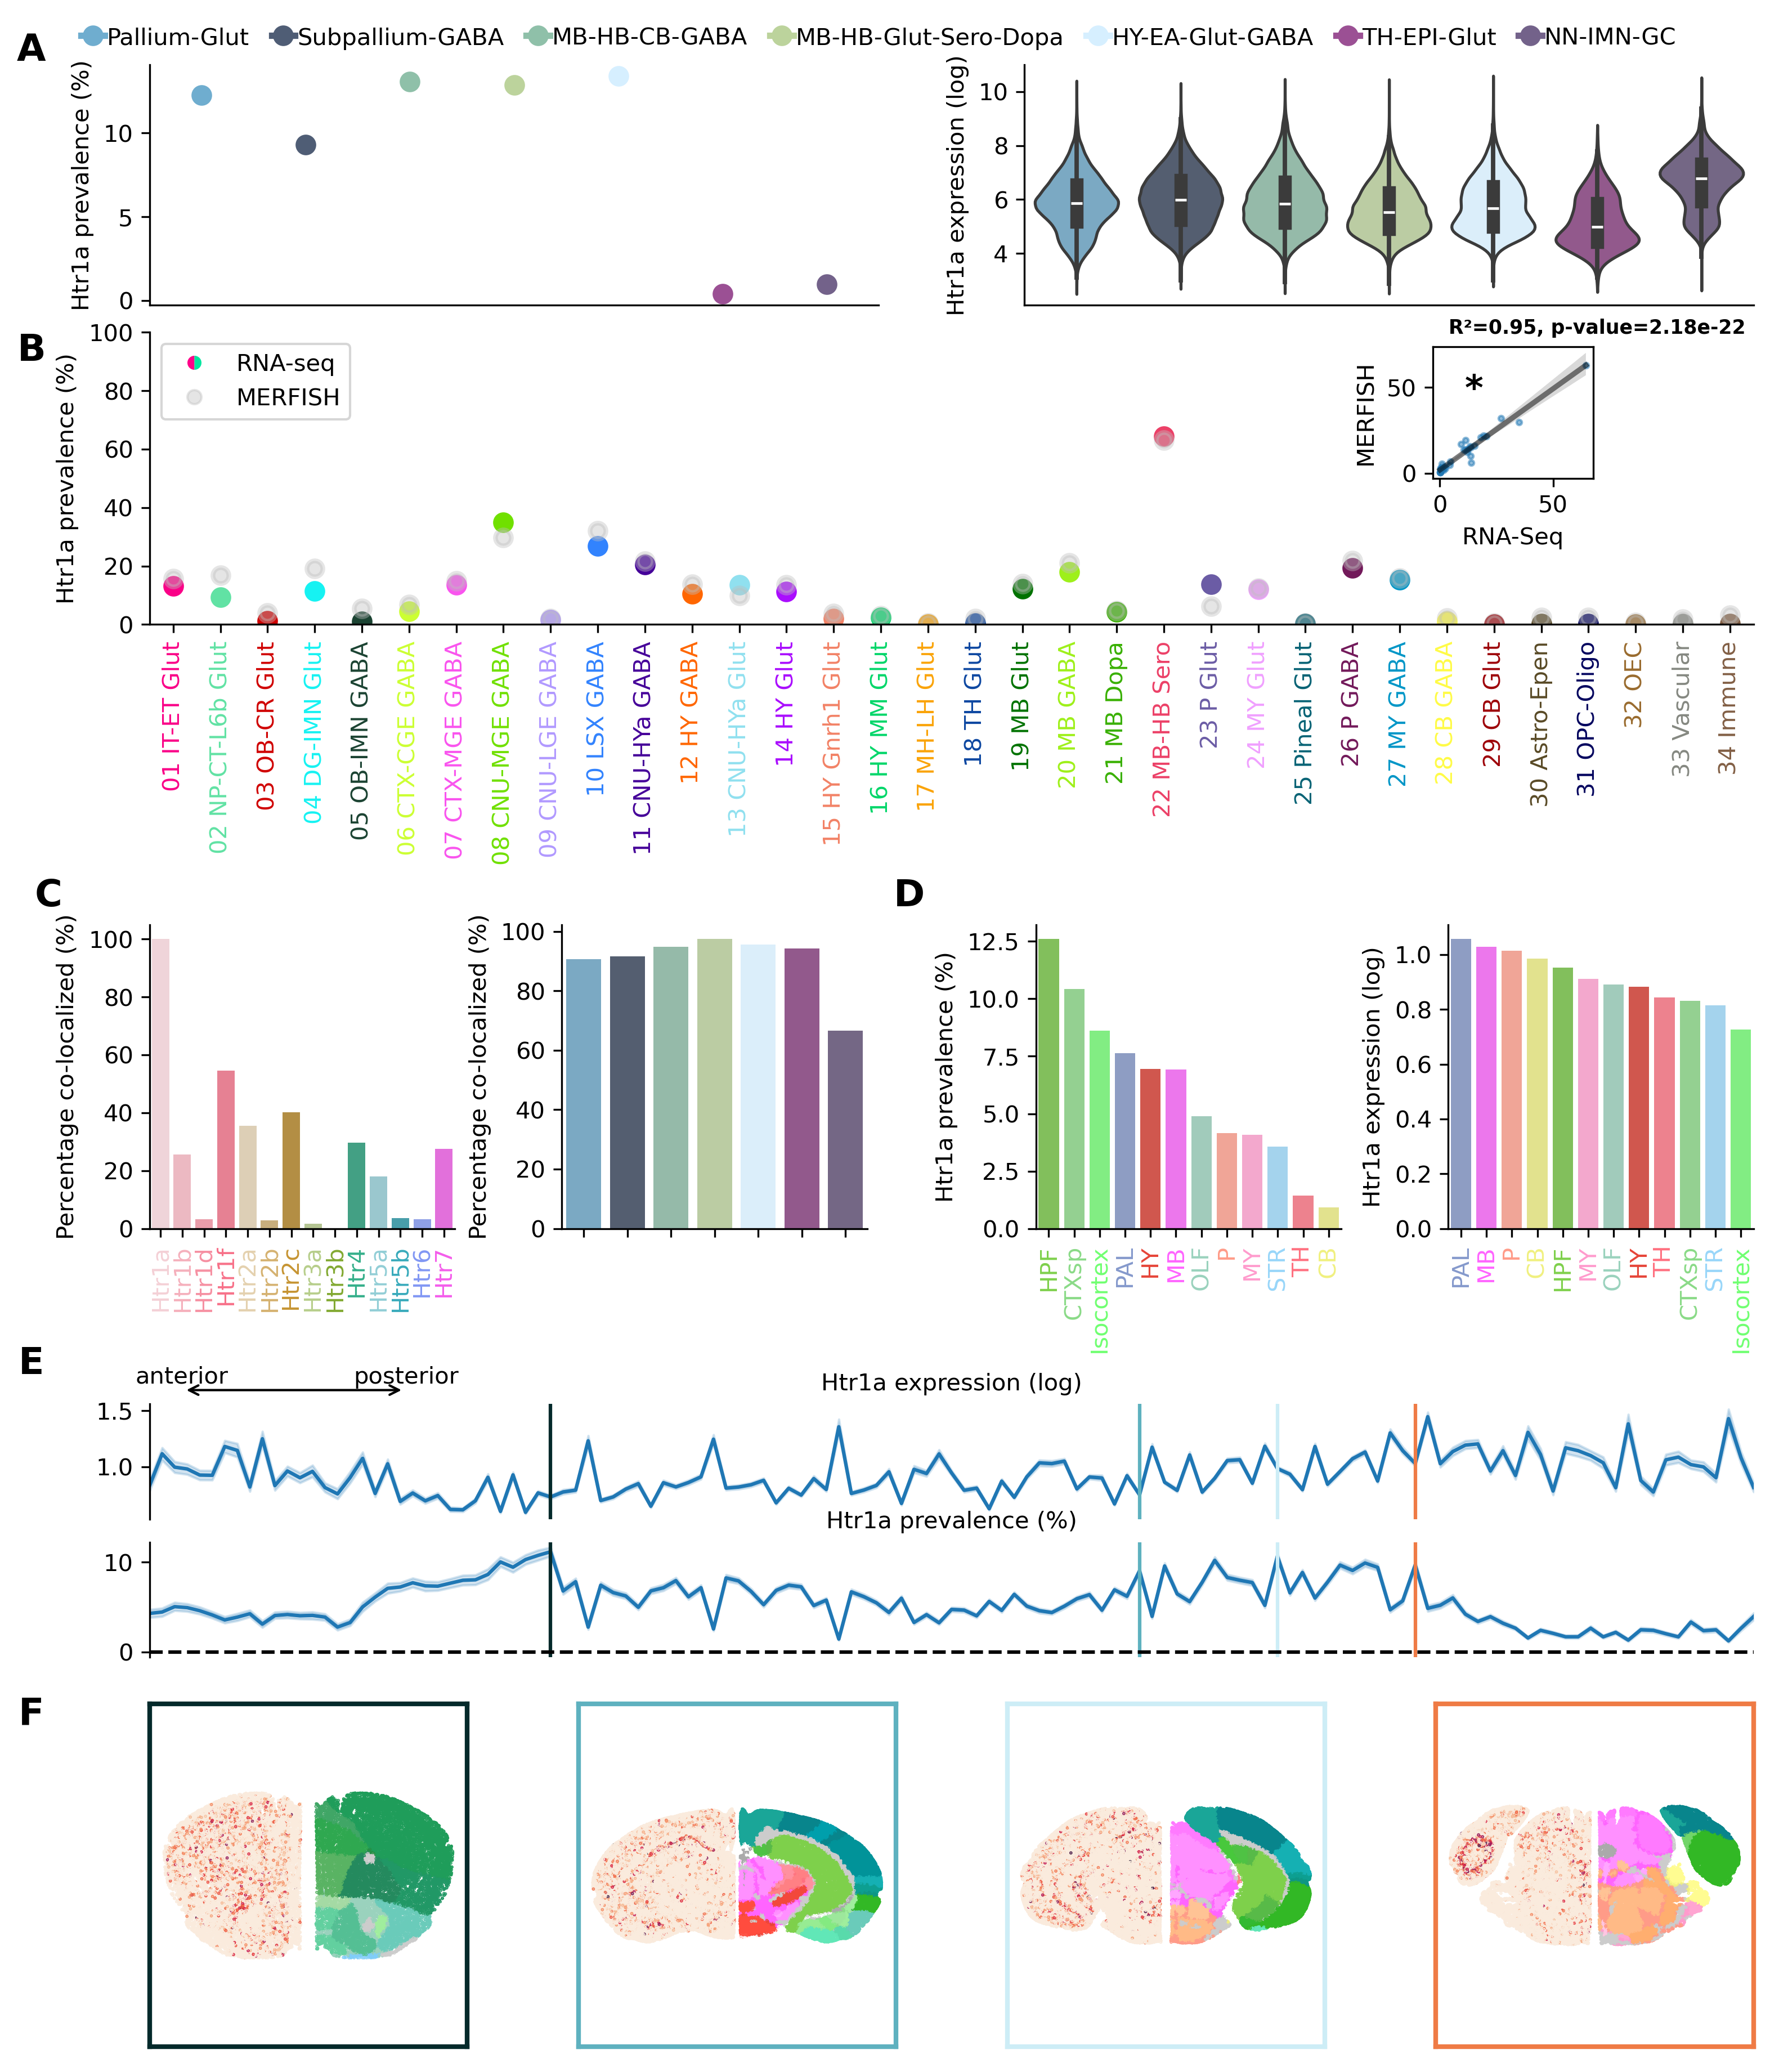 A
Pallium-Glut Subpallium-GABA MB-HB-CB-GABA MB-HB-Glut-Sero-Dopa HY-EA-Glut-GABA TH-EPI-Glut NN-IMN-GC
Htr1a prevalence (%)
10
5
0
Htr1a expression (log)
10
8
6
4
B
Htr1a prevalence (%)
100
80
60
40
20
0
RNA-seq
MERFISH
R²=0.95, p-value=2.18e-22
MERFISH
50
0
*
0 50
RNA-Seq
01 IT-ET Glut
02 NP-CT-L6b Glut
03 OB-CR Glut
04 DG-IMN Glut
05 OB-IMN GABA
06 CTX-CGE GABA
07 CTX-MGE GABA
08 CNU-MGE GABA
09 CNU-LGE GABA
10 LSX GABA
11 CNU-HYa GABA
12 HY GABA
13 CNU-HYa Glut
14 HY Glut
15 HY Gnrh1 Glut
16 HY MM Glut
17 MH-LH Glut
18 TH Glut
19 MB Glut
20 MB GABA
21 MB Dopa
22 MB-HB Sero
23 P Glut
24 MY Glut
25 Pineal Glut
26 P GABA
27 MY GABA
28 CB GABA
29 CB Glut
30 Astro-Epen
31 OPC-Oligo
32 OEC
33 Vascular
34 Immune
C
Percentage co-localized (%)
100
80
60
40
20
0
Htr1a
Htr1b
Htr1d
Htr1f
Htr2a
Htr2b
Htr2c
Htr3a
Htr3b
Htr4
Htr5a
Htr5b
Htr6
Htr7
Percentage co-localized (%)
100
80
60
40
20
0
D
Htr1a prevalence (%)
12.5
10.0
7.5
5.0
2.5
0.0
HPF
CTXsp
Isocortex
PAL
HY
MB
OLF
P
MY
STR
TH
CB
Htr1a expression (log)
1.0
0.8
0.6
0.4
0.2
0.0
PAL
MB
P
CB
HPF
MY
OLF
HY
TH
CTXsp
STR
Isocortex
E
anterior posterior
Htr1a expression (log)
1.5
1.0
Htr1a prevalence (%)
10
0
F